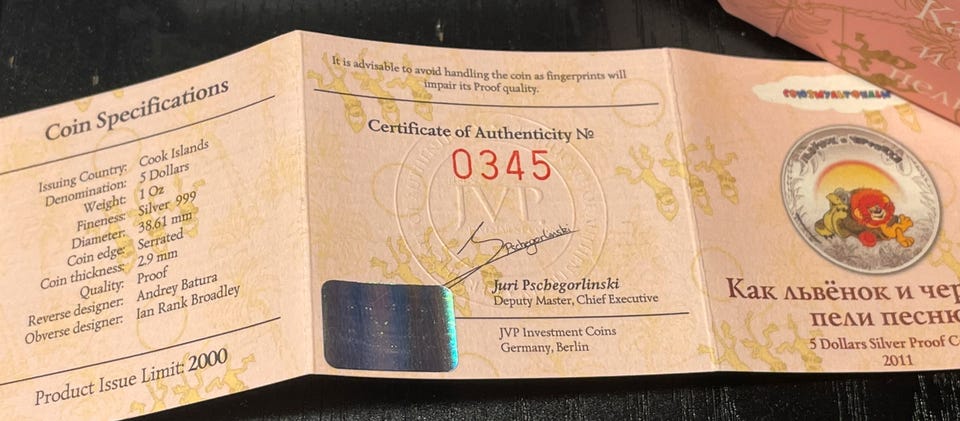 Coin Specifications
Issuing Country: Cook Islands
Denomination: 5 Dollars
Weight: 1 Oz
Fineness: Silver 999
Diameter: 38.61 mm
Coin edge: Serrated
Coin thickness: 2.9 mm
Quality: Proof
Reverse designer: Andrey Batura
Obverse designer: Ian Rank Broadley
Product Issue Limit: 2000
It is advisable to avoid handling the coin as fingerprints will
impair its Proof quality.
Certificate of Authenticity №
0345
JVP
Pschegorlinski
Juri Pschegorlinski
Deputy Master, Chief Executive
JVP Investment Coins
Germany, Berlin
СОЮЗМУЛЬТФИЛЬМ
Как львёнок и чер
пели песню
5 Dollars Silver Proof C
2011